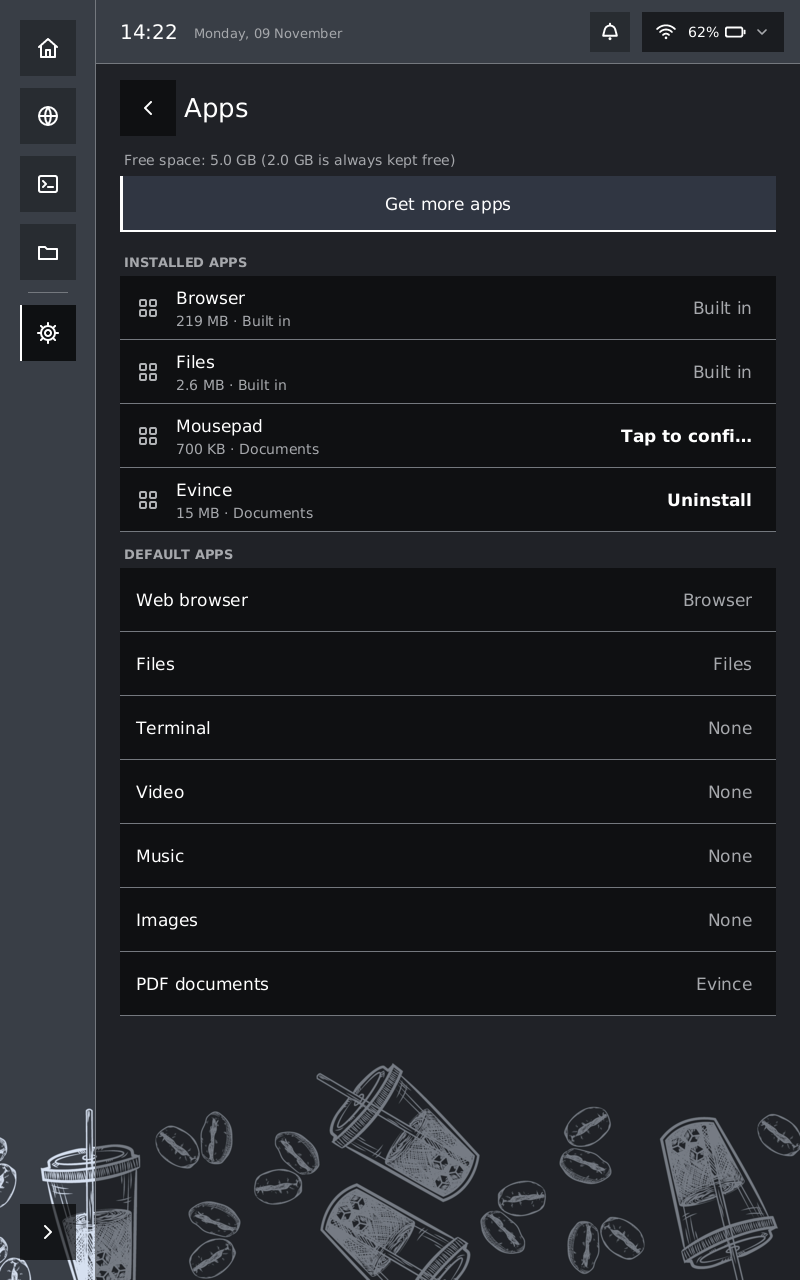 14:22 Monday, 09 November
62%
Apps
Free space: 5.0 GB (2.0 GB is always kept free)
Get more apps
INSTALLED APPS
Browser
219 MB · Built in
Built in
Files
2.6 MB · Built in
Built in
Mousepad
700 KB · Documents
Tap to confi…
Evince
15 MB · Documents
Uninstall
DEFAULT APPS
Web browser Browser
Files Files
Terminal None
Video None
Music None
Images None
PDF documents Evince